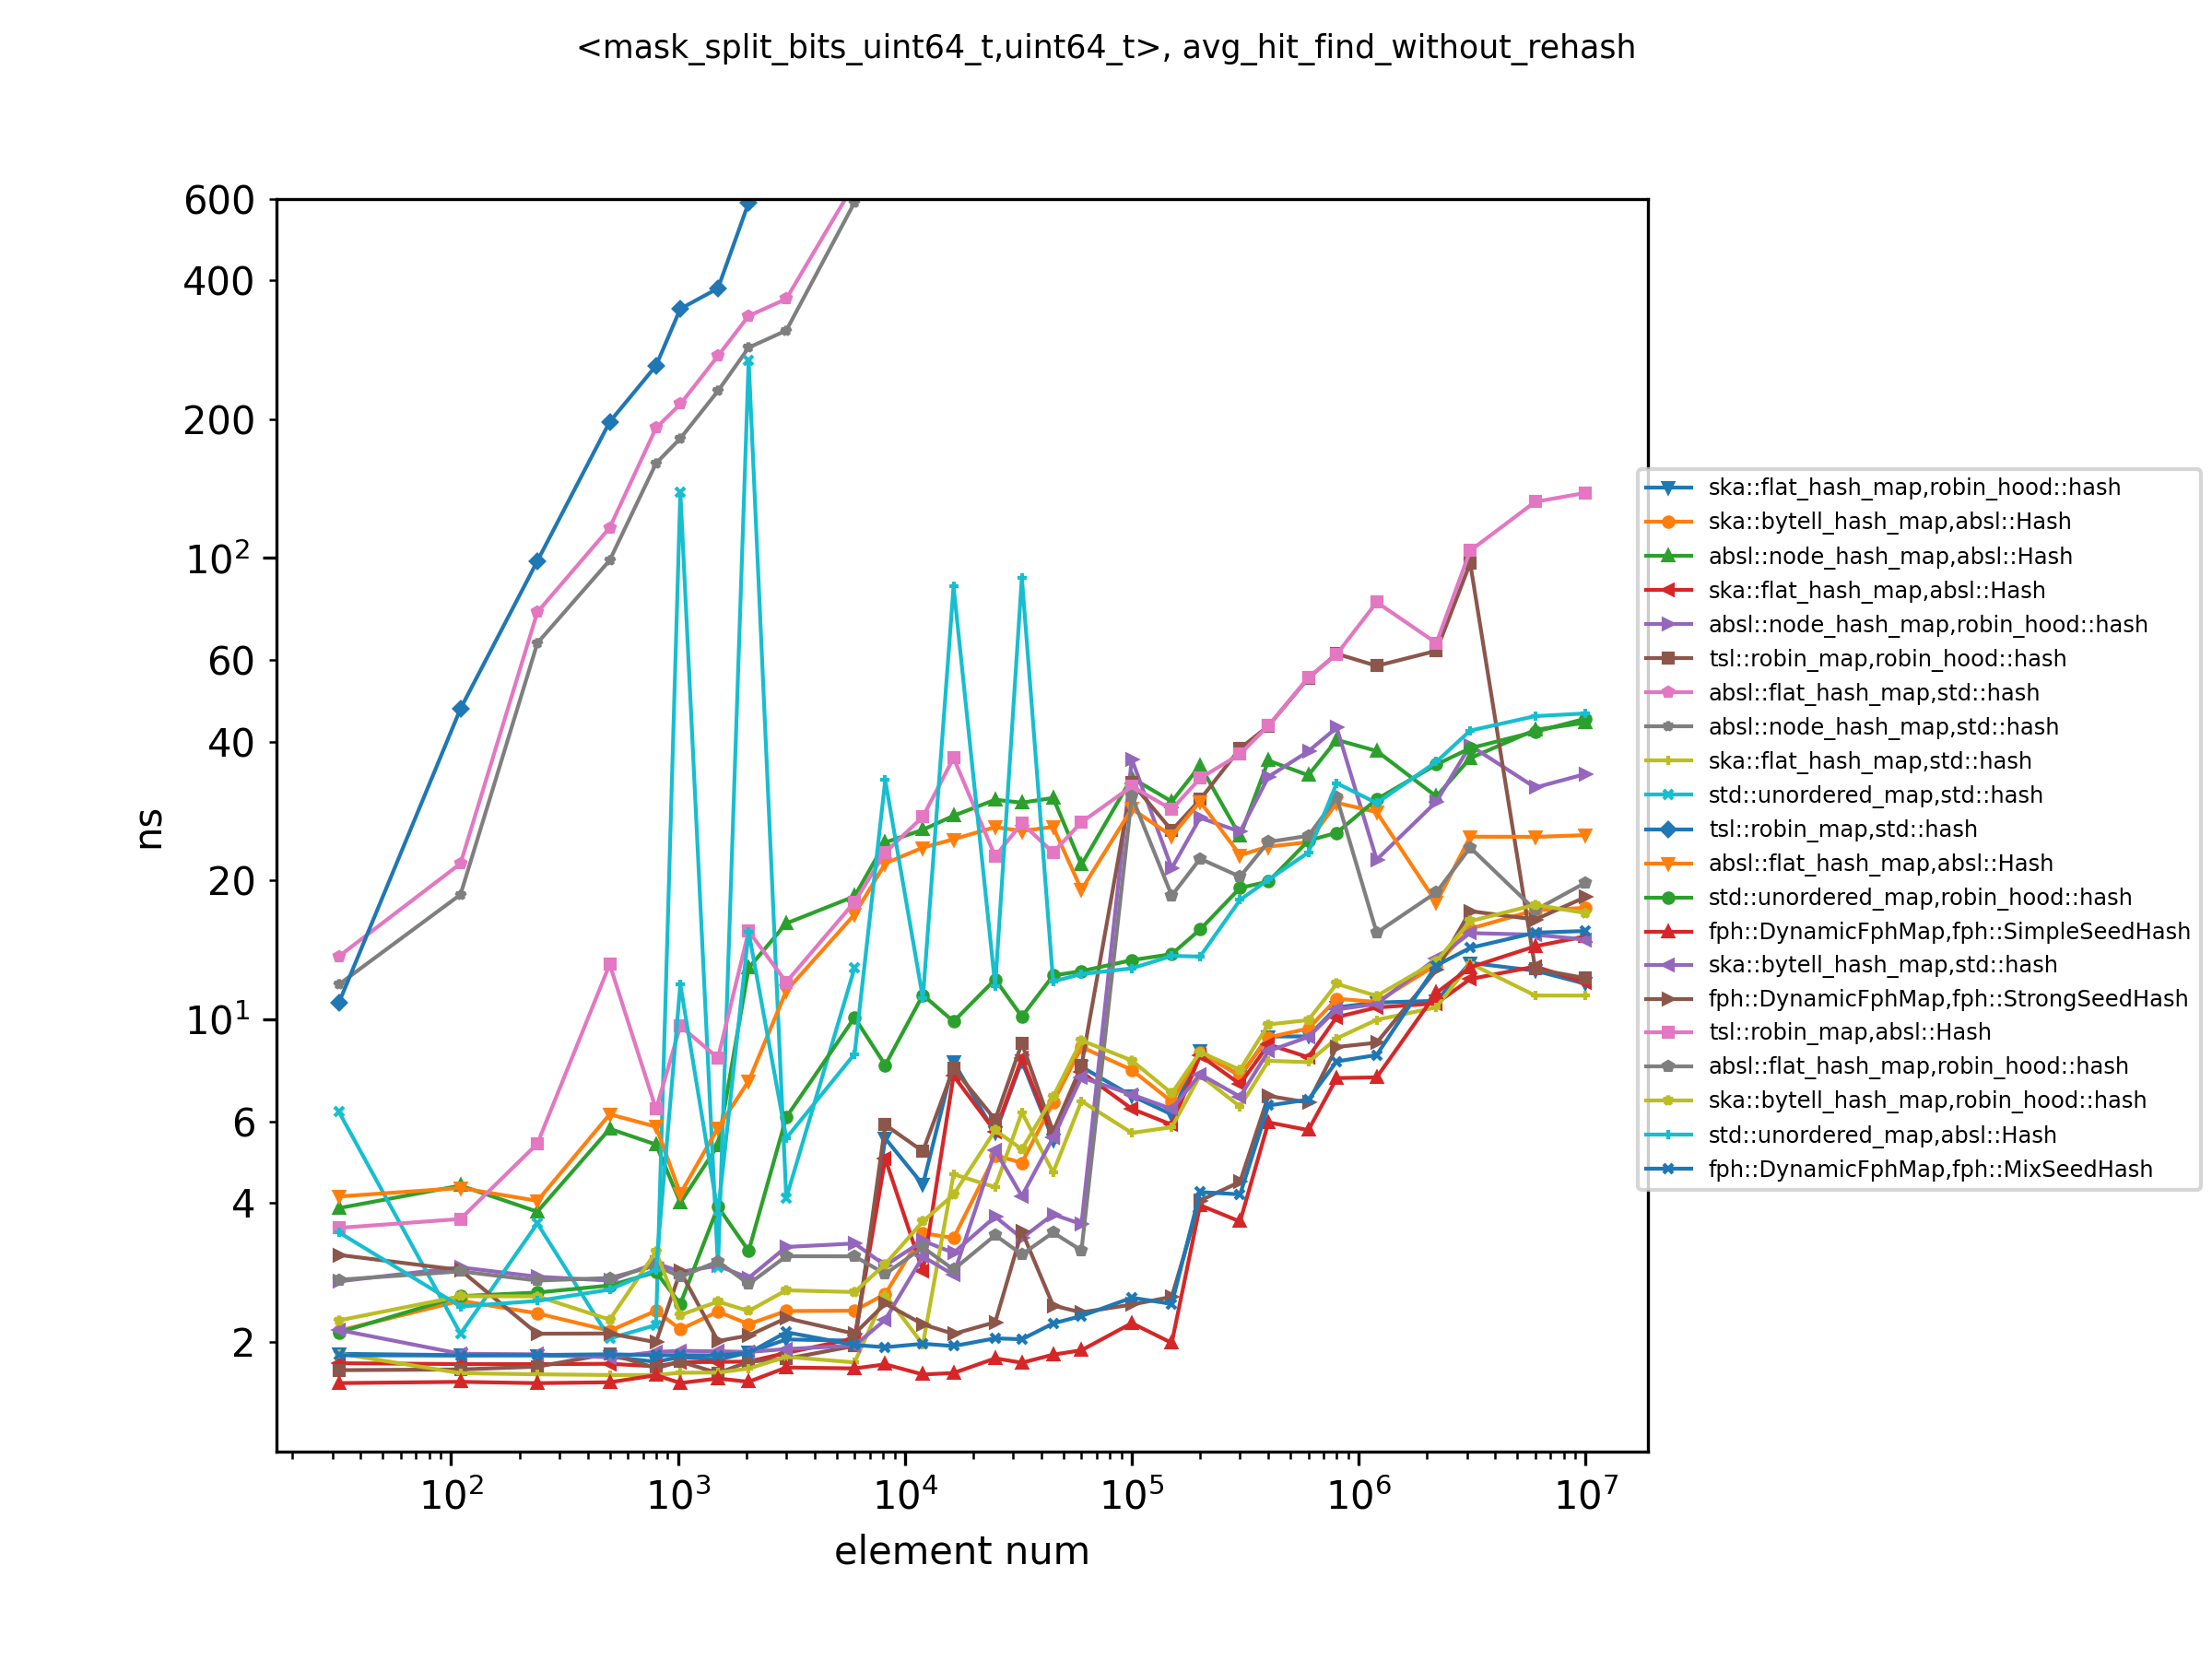 <mask_split_bits_uint64_t,uint64_t>, avg_hit_find_without_rehash
600
400
200
10²
60
40
20
10¹
6
4
2
ns
10² 10³ 10⁴ 10⁵ 10⁶ 10⁷
element num
ska::flat_hash_map,robin_hood::hash
ska::bytell_hash_map,absl::Hash
absl::node_hash_map,absl::Hash
ska::flat_hash_map,absl::Hash
absl::node_hash_map,robin_hood::hash
tsl::robin_map,robin_hood::hash
absl::flat_hash_map,std::hash
absl::node_hash_map,std::hash
ska::flat_hash_map,std::hash
std::unordered_map,std::hash
tsl::robin_map,std::hash
absl::flat_hash_map,absl::Hash
std::unordered_map,robin_hood::hash
fph::DynamicFphMap,fph::SimpleSeedHash
ska::bytell_hash_map,std::hash
fph::DynamicFphMap,fph::StrongSeedHash
tsl::robin_map,absl::Hash
absl::flat_hash_map,robin_hood::hash
ska::bytell_hash_map,robin_hood::hash
std::unordered_map,absl::Hash
fph::DynamicFphMap,fph::MixSeedHash